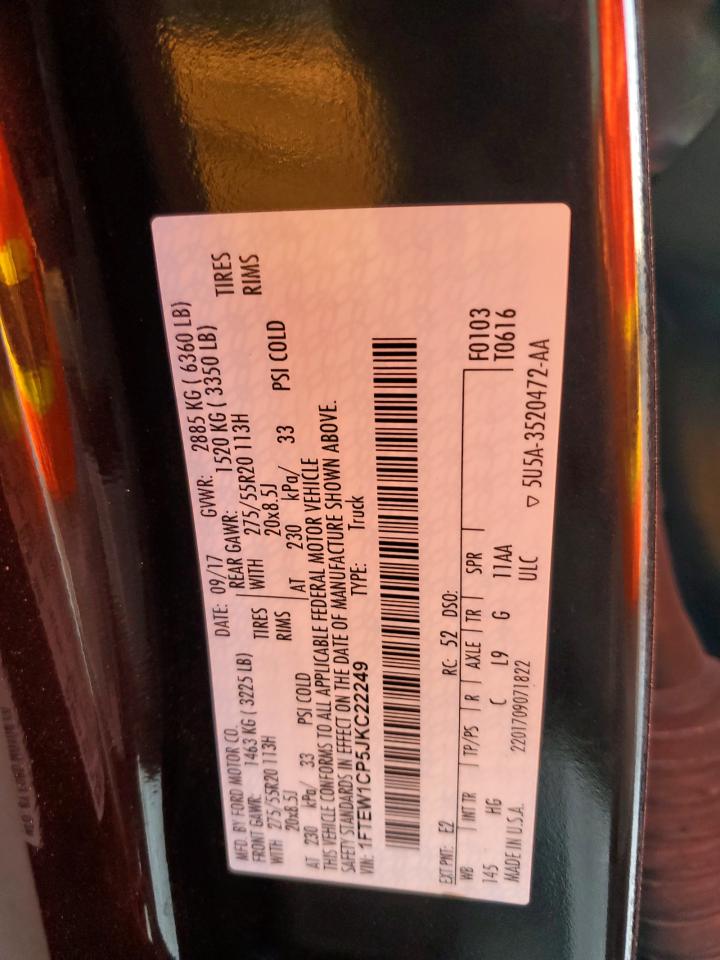 MFD. BY FORD MOTOR CO. DATE: 09/17 GVWR: 2885 KG ( 6360 LB)
FRONT GAWR: 1463 KG ( 3225 LB) REAR GAWR: 1520 KG ( 3350 LB)
WITH 275/55R20 113H TIRES WITH 275/55R20 113H TIRES
20x8.5J RIMS 20x8.5J RIMS
AT 230 kPa/ 33 PSI COLD AT 230 kPa/ 33 PSI COLD
THIS VEHICLE CONFORMS TO ALL APPLICABLE FEDERAL MOTOR VEHICLE
SAFETY STANDARDS IN EFFECT ON THE DATE OF MANUFACTURE SHOWN ABOVE.
VIN: 1FTEW1CP5JKC22249 TYPE: Truck
EXT PNT: E2 RC: 52 DSO:
WB INT TR TP/PS R AXLE TR SPR F0103
145 HG C L9 G 11AA T0616
MADE IN U.S.A. 2201709071822 ULC ▽ 5U5A-3520472-AA